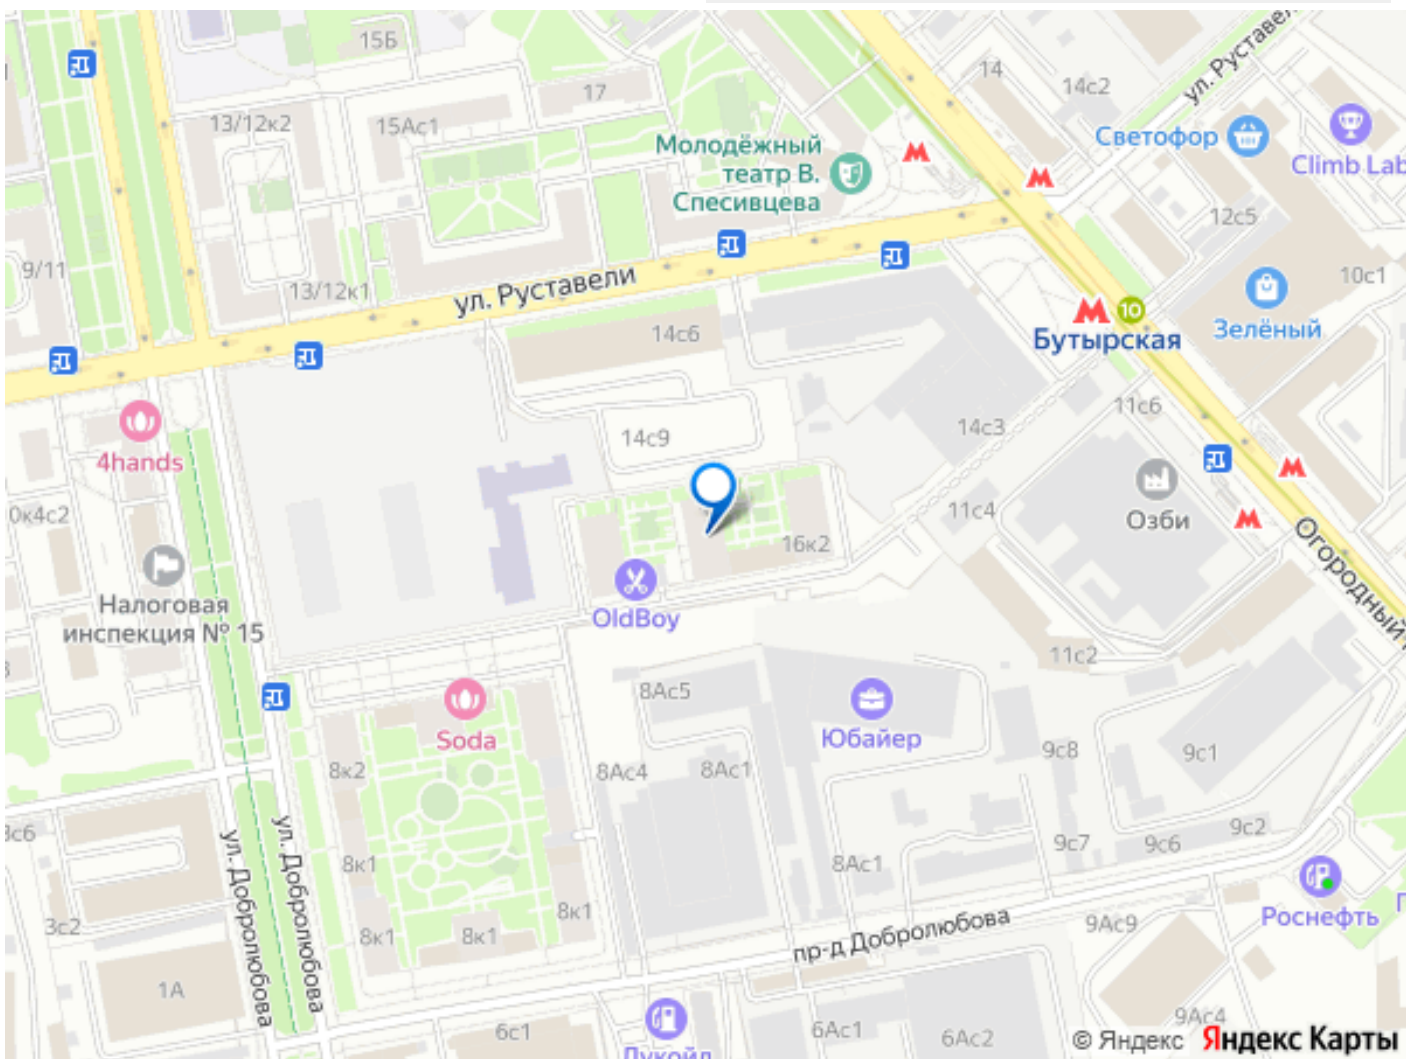 15Б
17
14
14с2
ул. Руставели
13/12к2
15Ас1
Молодёжный
театр В.
Спесивцева
Светофор
Climb Lab
12с5
9/11
13/12к1
ул. Руставели
10с1
10
Зелёный
Бутырская
14с6
11с6
14с9
14с3
4hands
0к4с2
11с4
Озби
16к2
Огородный
Налоговая
инспекция № 15
OldBoy
11с2
8Ас5
Soda
Юбайер
8к2
8Ас4
8Ас1
9с8
9с1
3с6
ул. Добролюбова
ул. Добролюбова
9с2
9с7
9с6
8к1
8Ас1
Роснефть
8к1
3с2
8к1
8к1
пр-д Добролюбова
9Ас9
1А
6с1
6Ас1
6Ас2
9Ас4
Лукойл
© Яндекс Яндекс Карты